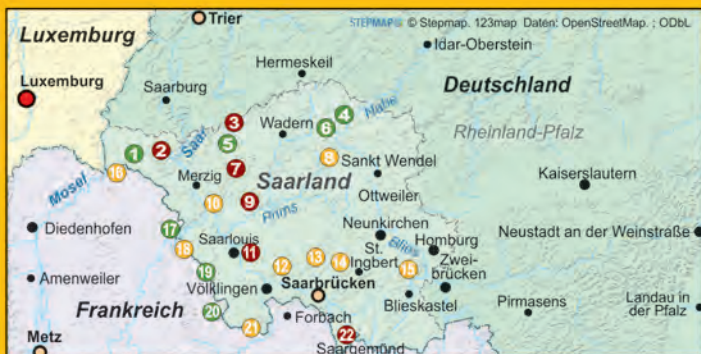 Trier
STEPMAP © Stepmap. 123map Daten: OpenStreetMap. ; ODbL
Luxemburg
Idar-Oberstein
Hermeskeil
Deutschland
Luxemburg
Saarburg
Nahe
3
4
Wadern
6
Rheinland-Pfalz
Saar
5
1
2
8
7
Sankt Wendel
16
Merzig
Saarland
Kaiserslautern
Mosel
10
9
Ottweiler
Prims
Diedenhofen
17
Neunkirchen
Neustadt an der Weinstraße
18
Saarlouis
11
St.
Ingbert
Blies
Homburg
12
13
14
15
Zwei-
brücken
Amenweiler
19
Völklingen
Saarbrücken
Blieskastel
Frankreich
20
Forbach
Pirmasens
Landau in
der Pfalz
21
22
Metz
Saargemünd